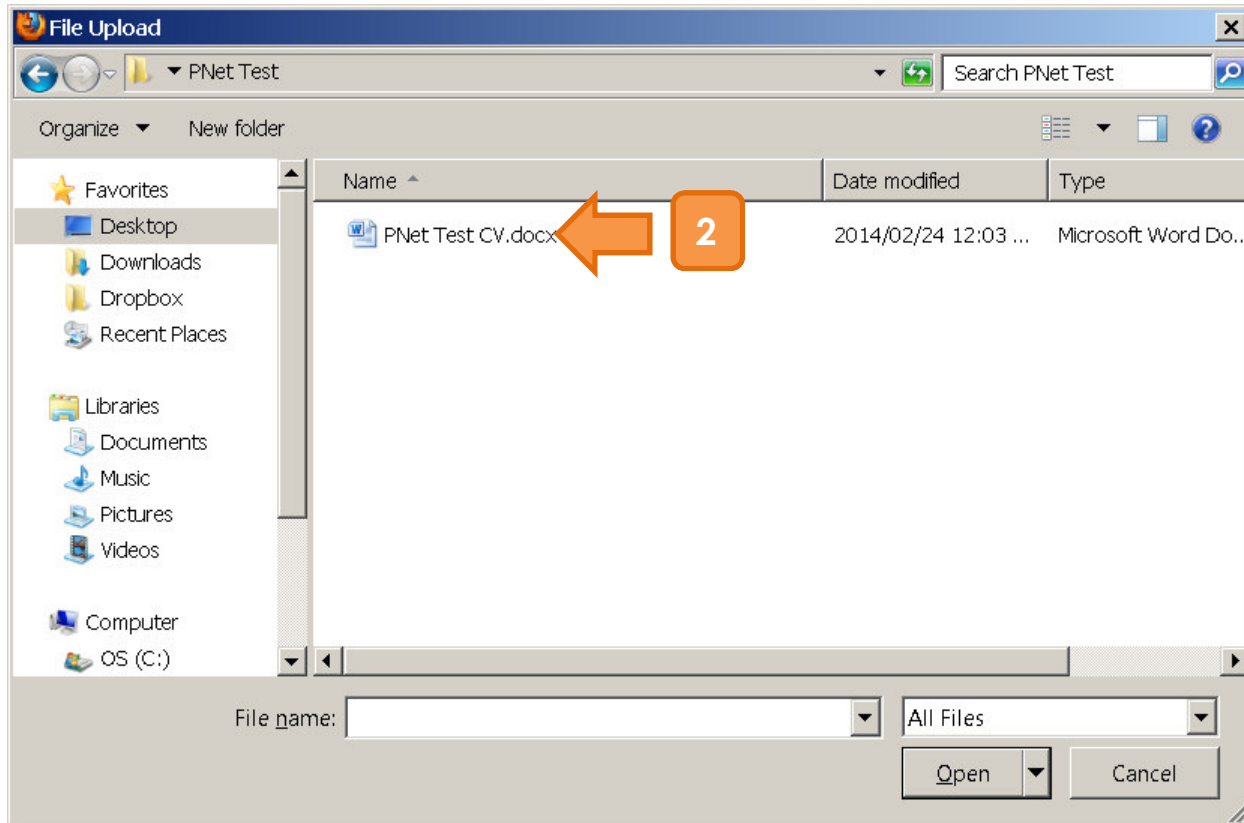 File Upload
PNet Test
Search PNet Test
Organize
New folder
Name
Date modified
Type
Favorites
Desktop
Downloads
Dropbox
Recent Places
Libraries
Documents
Music
Pictures
Videos
Computer
OS (C:)
PNet Test CV.docx
2
2014/02/24 12:03 ...
Microsoft Word Do...
File name:
All Files
Open
Cancel